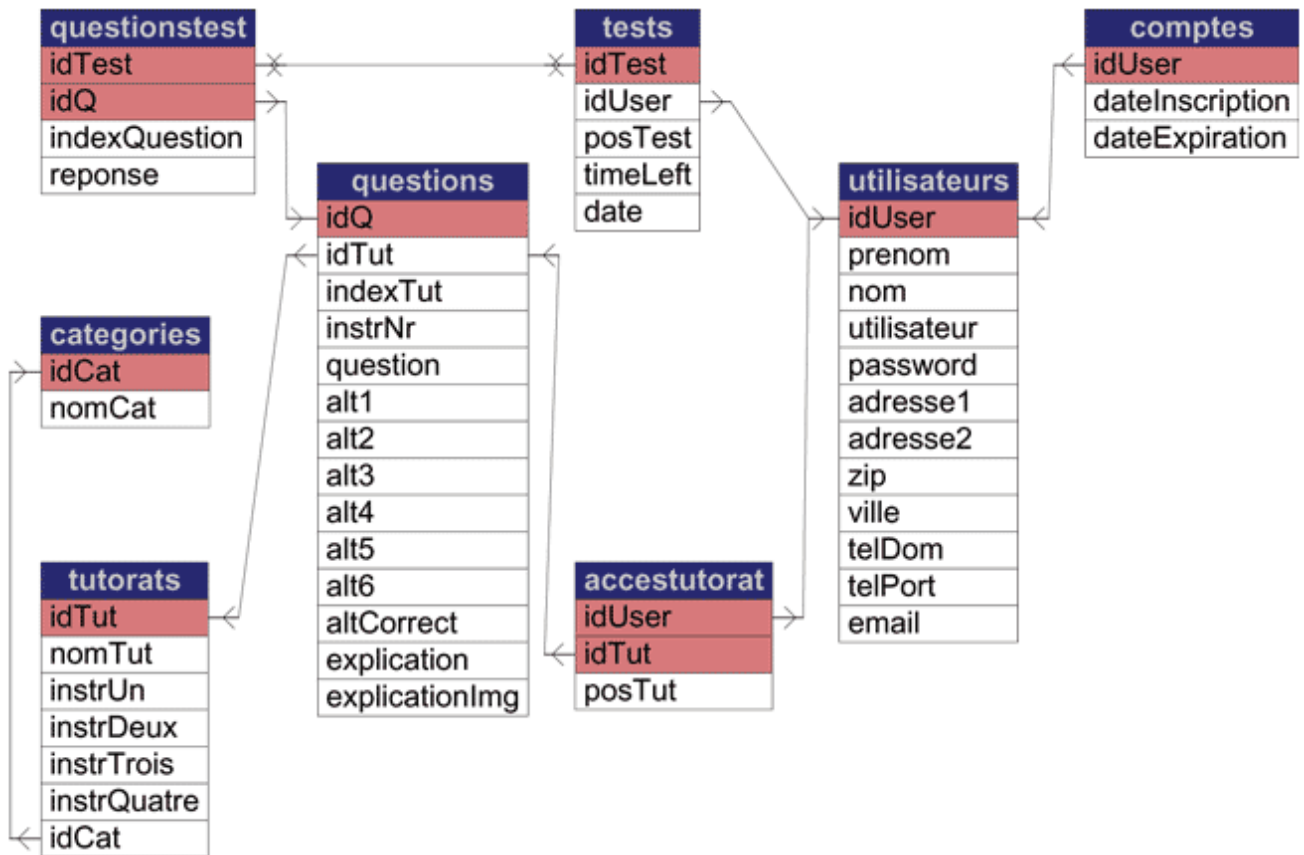 questionstest
idTest
idQ
indexQuestion
reponse
tests
idTest
idUser
posTest
timeLeft
date
comptes
idUser
dateInscription
dateExpiration
questions
idQ
idTut
indexTut
instrNr
question
alt1
alt2
alt3
alt4
alt5
alt6
altCorrect
explication
explicationImg
utilisateurs
idUser
prenom
nom
utilisateur
password
adresse1
adresse2
zip
ville
telDom
telPort
email
categories
idCat
nomCat
tutorats
idTut
nomTut
instrUn
instrDeux
instrTrois
instrQuatre
idCat
accestutorat
idUser
idTut
posTut